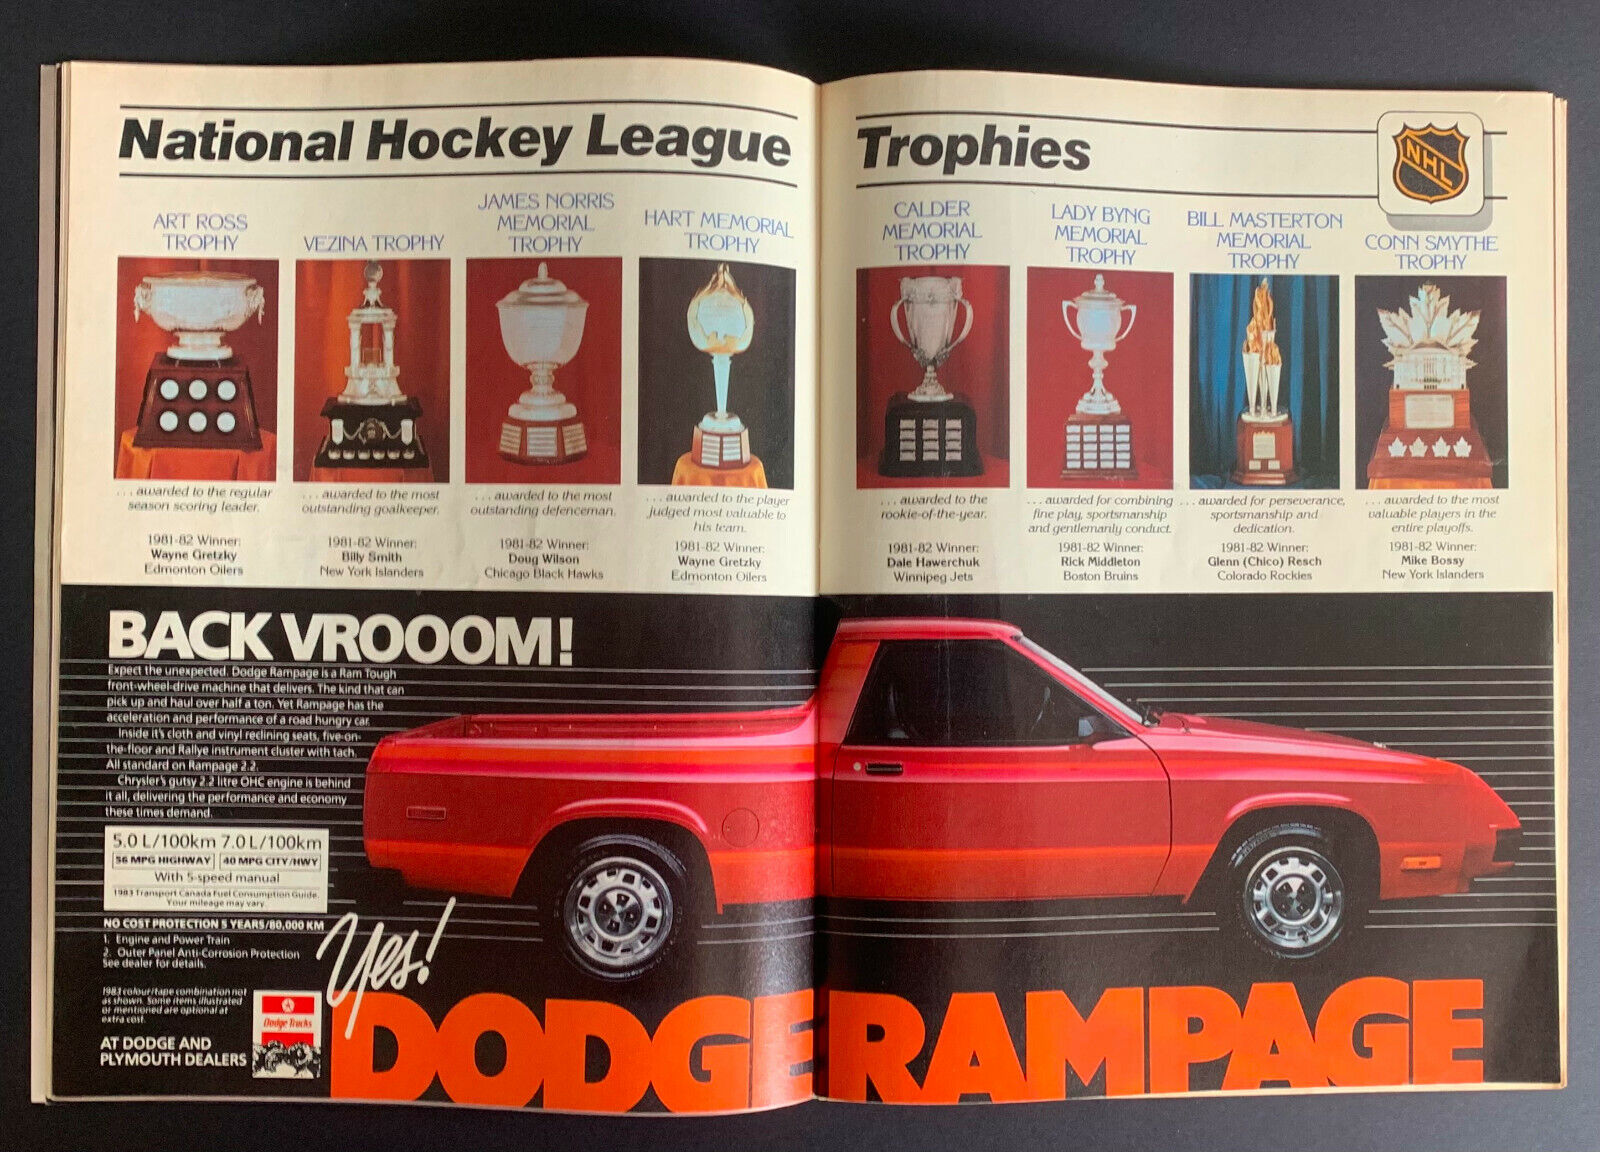 National Hockey League Trophies
NHL
ART ROSS
TROPHY
. . . awarded to the regular
season scoring leader.
1981-82 Winner:
Wayne Gretzky
Edmonton Oilers
VEZINA TROPHY
. . . awarded to the most
outstanding goalkeeper.
1981-82 Winner:
Billy Smith
New York Islanders
JAMES NORRIS
MEMORIAL
TROPHY
. . . awarded to the most
outstanding defenceman.
1981-82 Winner:
Doug Wilson
Chicago Black Hawks
HART MEMORIAL
TROPHY
. . . awarded to the player
judged most valuable to
his team.
1981-82 Winner:
Wayne Gretzky
Edmonton Oilers
CALDER
MEMORIAL
TROPHY
. . . awarded to the
rookie-of-the-year.
1981-82 Winner:
Dale Hawerchuk
Winnipeg Jets
LADY BYNG
MEMORIAL
TROPHY
. . . awarded for combining
fine play, sportsmanship
and gentlemanly conduct.
1981-82 Winner:
Rick Middleton
Boston Bruins
BILL MASTERTON
MEMORIAL
TROPHY
. . . awarded for perseverance,
sportsmanship and
dedication.
1981-82 Winner:
Glenn (Chico) Resch
Colorado Rockies
CONN SMYTHE
TROPHY
. . . awarded to the most
valuable players in the
entire playoffs.
1981-82 Winner:
Mike Bossy
New York Islanders
BACK VROOOM!
Expect the unexpected. Dodge Rampage is a Ram Tough
front-wheel-drive machine that delivers. The kind that can
pick up and haul over half a ton. Yet Rampage has the
acceleration and performance of a road hungry car.
Inside it's cloth and vinyl reclining seats, five-on-
the-floor and Rallye instrument cluster with tach.
All standard on Rampage 2.2.
Chrysler's gutsy 2.2 litre OHC engine is behind
it all, delivering the performance and economy
these times demand.
5.0 L/100km 7.0 L/100km
56 MPG HIGHWAY 40 MPG CITY/HWY
With 5-speed manual
1983 Transport Canada Fuel Consumption Guide.
Your mileage may vary.
NO COST PROTECTION 5 YEARS/80,000 KM
1. Engine and Power Train
2. Outer Panel Anti-Corrosion Protection
See dealer for details.
1983 colour/tape combination not
as shown. Some items illustrated
or mentioned are optional at
extra cost.
AT DODGE AND
PLYMOUTH DEALERS
Dodge Trucks
Yes!
DODGE RAMPAGE